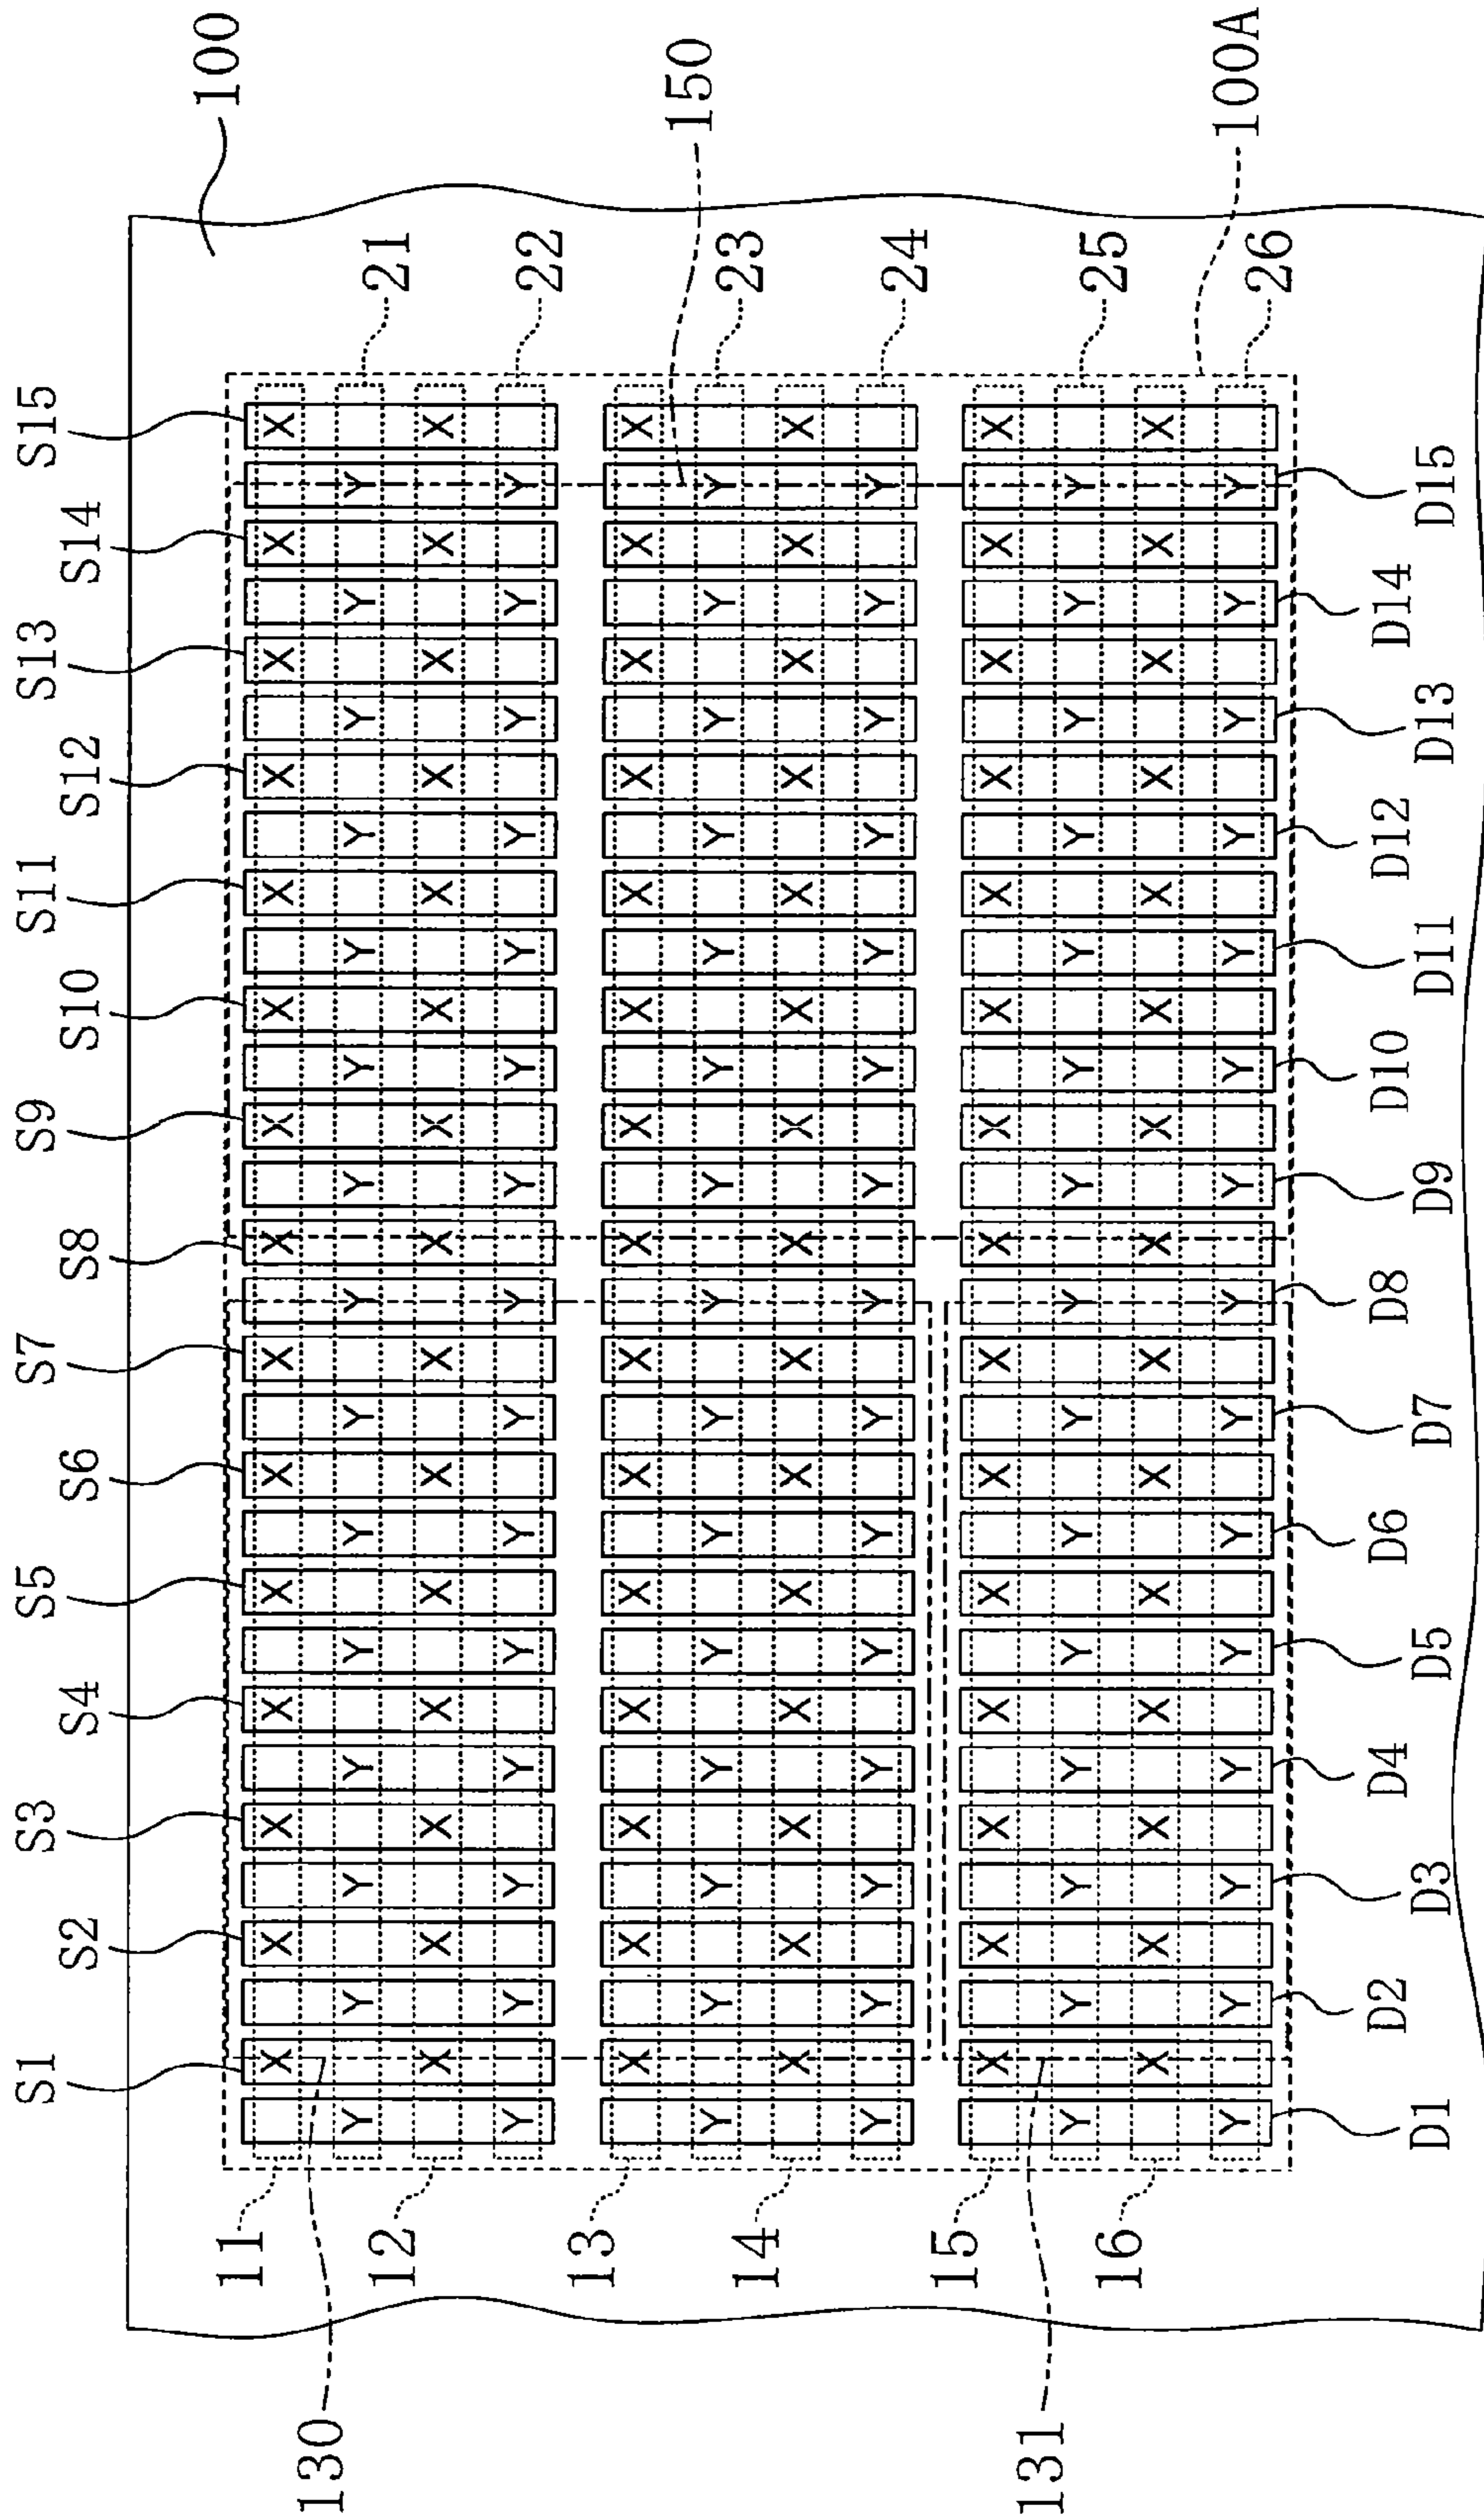 S1 S3 S5 S7 S9 S11 S13 S15
S2 S4 S6 S8 S10 S12 S14
100
11 X X X X X X X X X X X X X X X
130
Y Y Y Y Y Y Y Y Y Y Y Y Y Y Y 21
12 X X X X X X X X X X X X X X X
Y Y Y Y Y Y Y Y Y Y Y Y Y Y Y 22
13 X X X X X X X X X X X X X X X
150
Y Y Y Y Y Y Y Y Y Y Y Y Y Y Y 23
14 X X X X X X X X X X X X X X X
Y Y Y Y Y Y Y Y Y Y Y Y Y Y Y 24
15 X X X X X X X X X X X X X X X
131
Y Y Y Y Y Y Y Y Y Y Y Y Y Y Y 25
16 X X X X X X X X X X X X X X X
100A
Y Y Y Y Y Y Y Y Y Y Y Y Y Y Y 26
D2 D4 D6 D8 D10 D12 D14
D1 D3 D5 D7 D9 D11 D13 D15